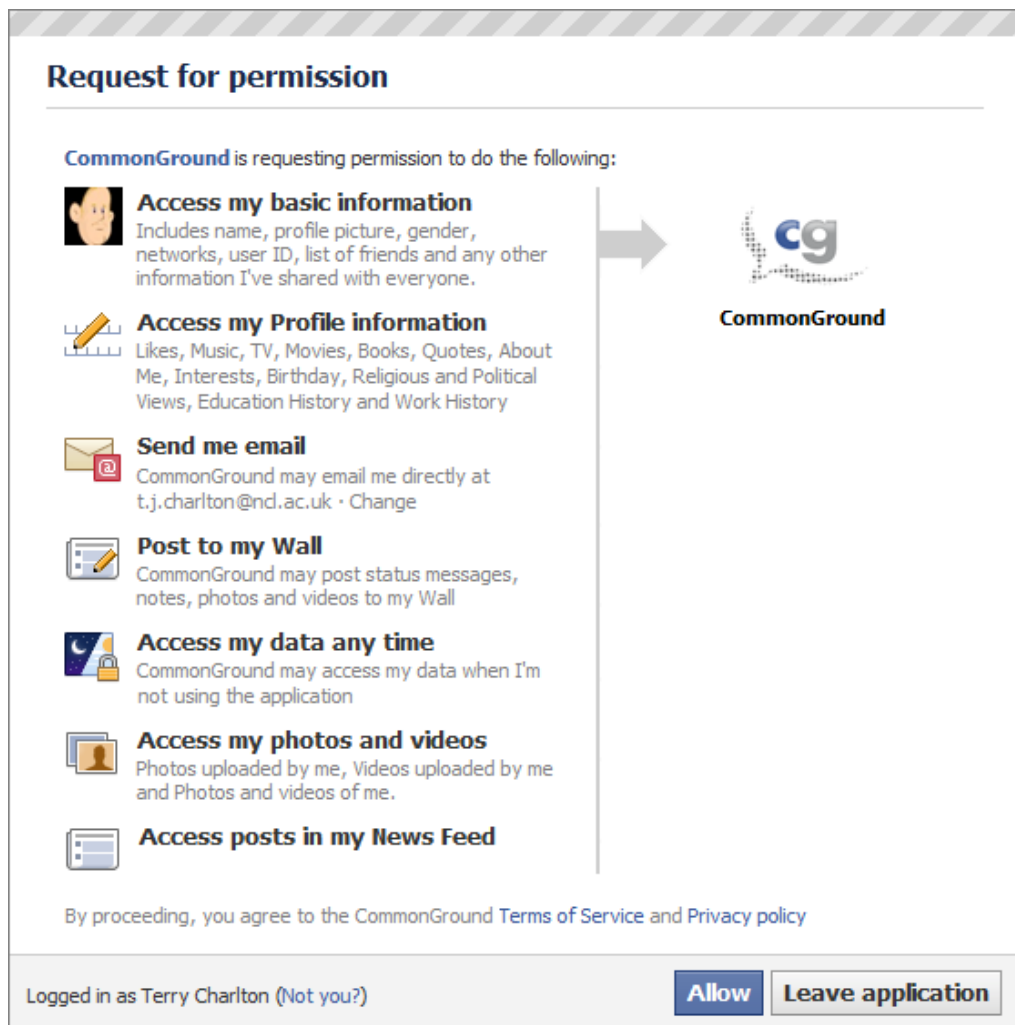 Request for permission
CommonGround is requesting permission to do the following:
Access my basic information
Includes name, profile picture, gender,
networks, user ID, list of friends and any other
information I've shared with everyone.
cg
CommonGround
Access my Profile information
Likes, Music, TV, Movies, Books, Quotes, About
Me, Interests, Birthday, Religious and Political
Views, Education History and Work History
@
Send me email
CommonGround may email me directly at
t.j.charlton@ncl.ac.uk · Change
Post to my Wall
CommonGround may post status messages,
notes, photos and videos to my Wall
Access my data any time
CommonGround may access my data when I'm
not using the application
Access my photos and videos
Photos uploaded by me, Videos uploaded by me
and Photos and videos of me.
Access posts in my News Feed
By proceeding, you agree to the CommonGround Terms of Service and Privacy policy
Logged in as Terry Charlton (Not you?)
Allow
Leave application